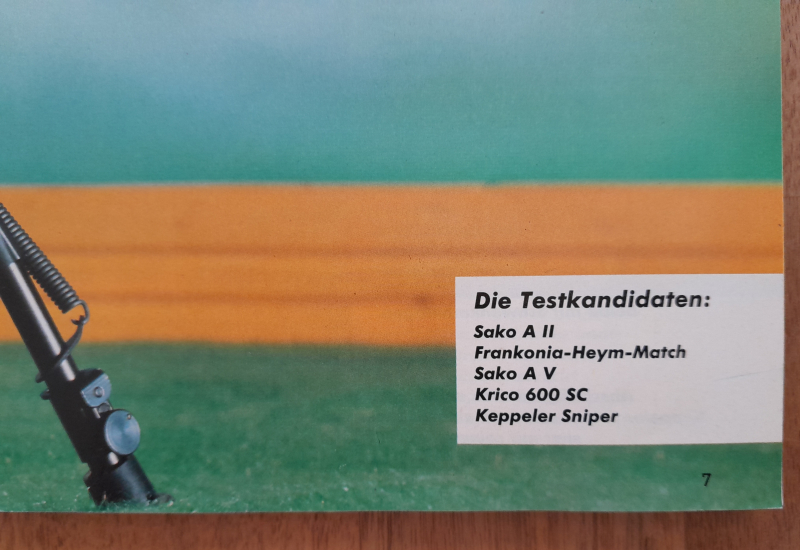 Die Testkandidaten:
Sako A II
Frankonia-Heym-Match
Sako A V
Krico 600 SC
Keppeler Sniper
7